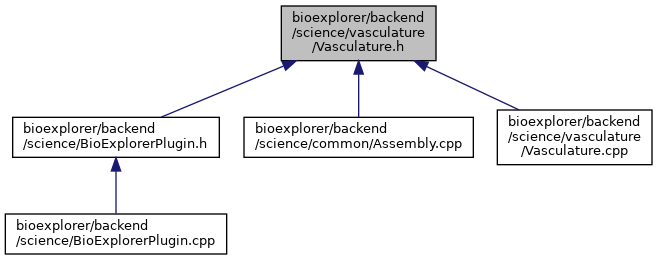 bioexplorer/backend
/science/vasculature
/Vasculature.h
bioexplorer/backend
/science/BioExplorerPlugin.h
bioexplorer/backend
/science/common/Assembly.cpp
bioexplorer/backend
/science/vasculature
/Vasculature.cpp
bioexplorer/backend
/science/BioExplorerPlugin.cpp